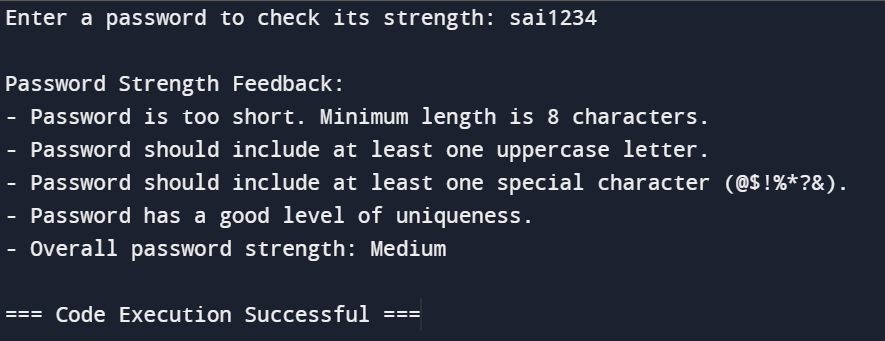 Enter a password to check its strength: sai1234
Password Strength Feedback:
- Password is too short. Minimum length is 8 characters.
- Password should include at least one uppercase letter.
- Password should include at least one special character (@$!%*?&).
- Password has a good level of uniqueness.
- Overall password strength: Medium
=== Code Execution Successful ===